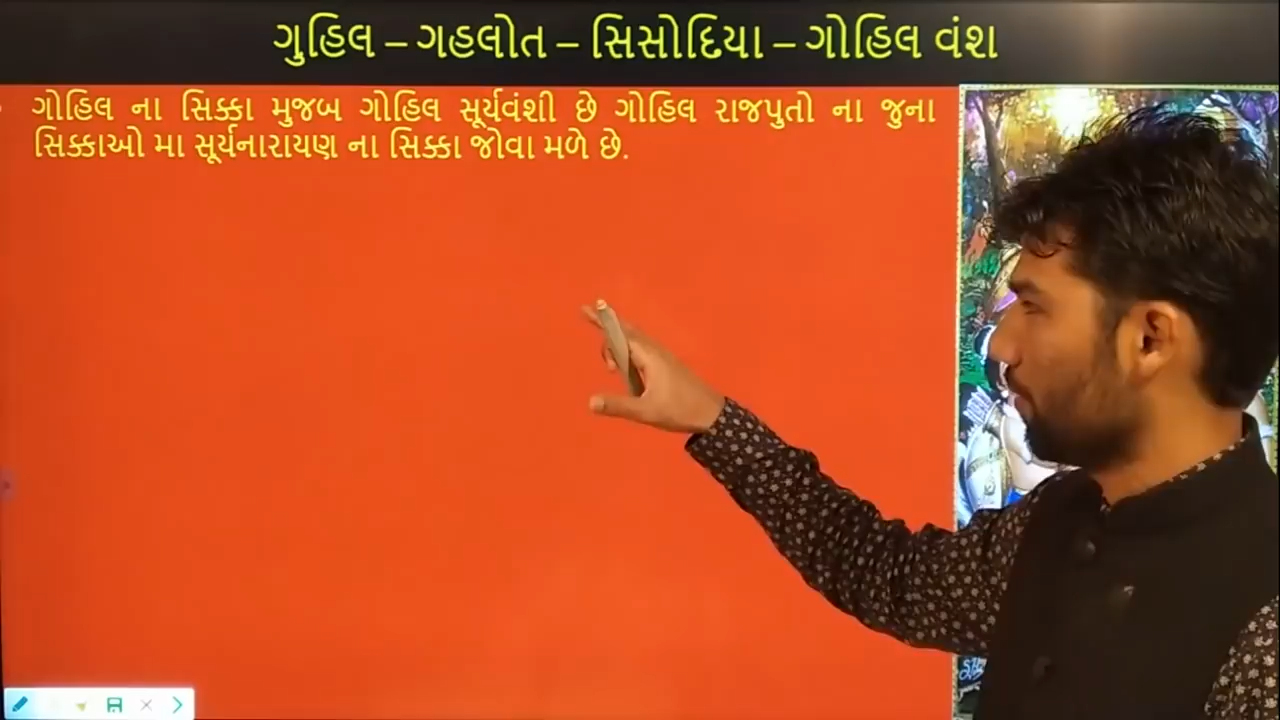 ગુહિલ – ગહલોત – સિસોદિયા – ગોહિલ વંશ
ગોહિલ ના સિક્કા મુજબ ગોહિલ સૂર્યવંશી છે ગોહિલ રાજપુતો ના જુના
સિક્કાઓ મા સૂર્યનારાયણ ના સિક્કા જોવા મળે છે.